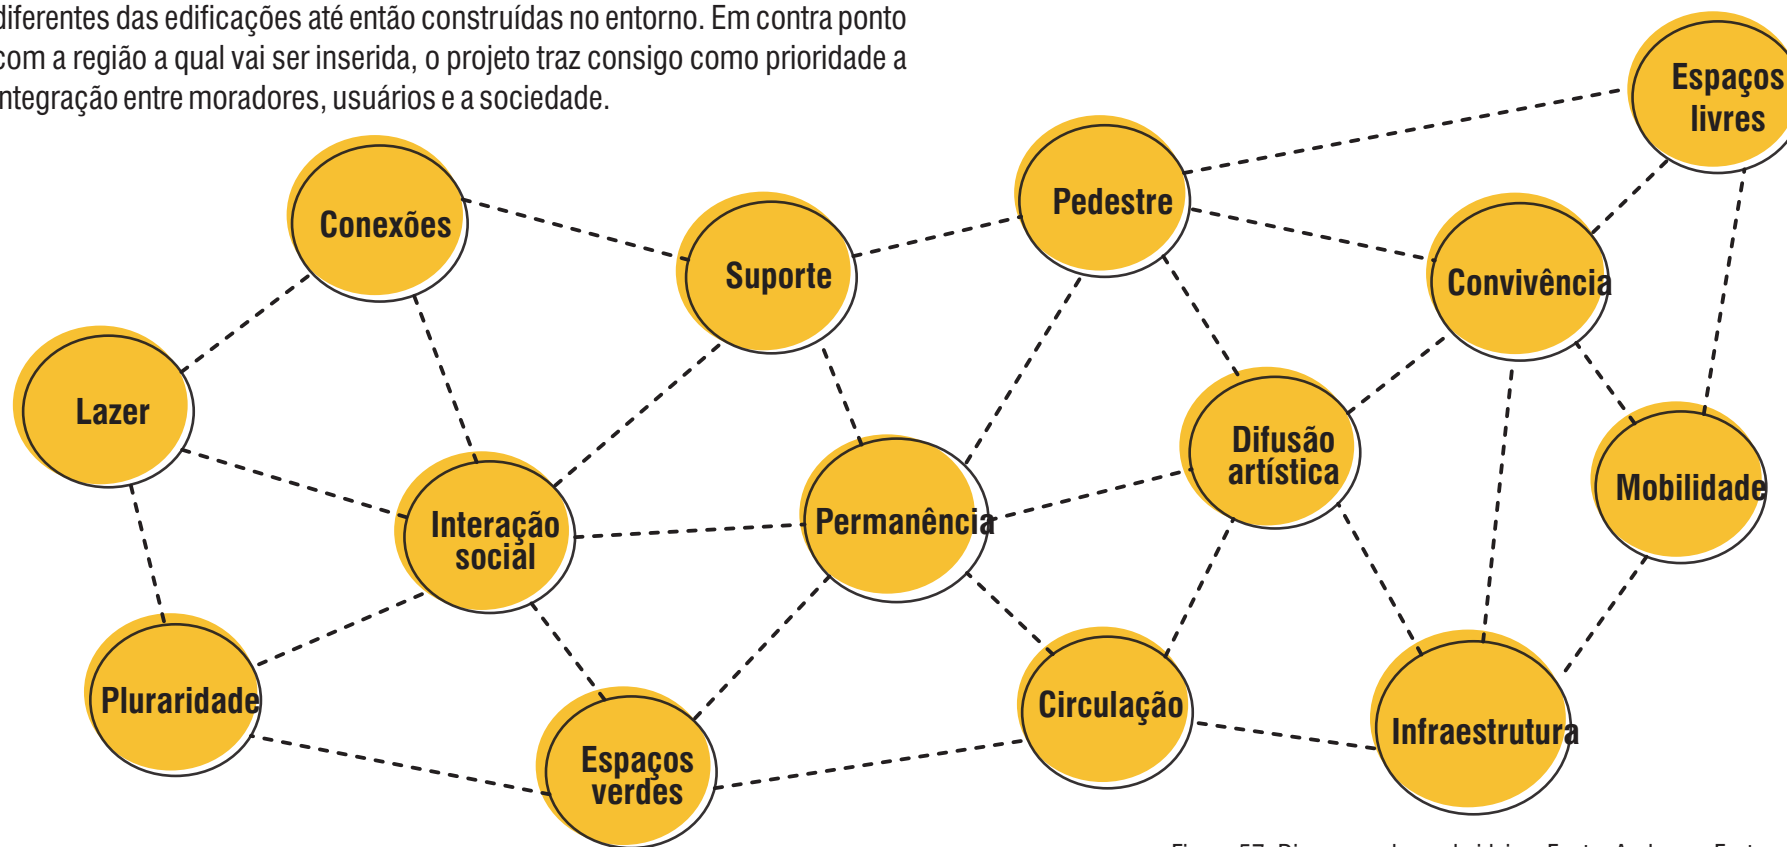 diferentes das edificações até então construídas no entorno. Em contra ponto
com a região a qual vai ser inserida, o projeto traz consigo como prioridade a
integração entre moradores, usuários e a sociedade.
Espaços
livres
Pedestre
Conexões
Suporte
Convivência
Lazer
Difusão
artística
Mobilidade
Interação
social
Permanência
Pluraridade
Circulação
Infraestrutura
Espaços
verdes